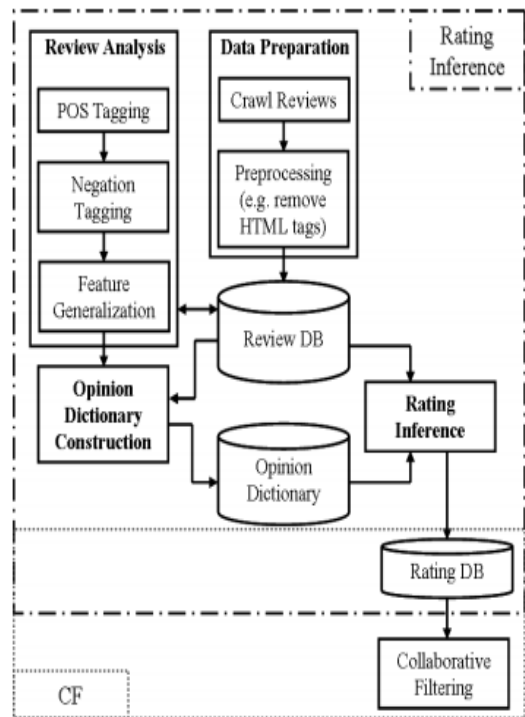 Review Analysis
POS Tagging
Negation
Tagging
Feature
Generalization
Data Preparation
Crawl Reviews
Preprocessing
(e.g. remove
HTML tags)
Rating
Inference
Review DB
Opinion
Dictionary
Construction
Opinion
Dictionary
Rating
Inference
Rating DB
Collaborative
Filtering
CF